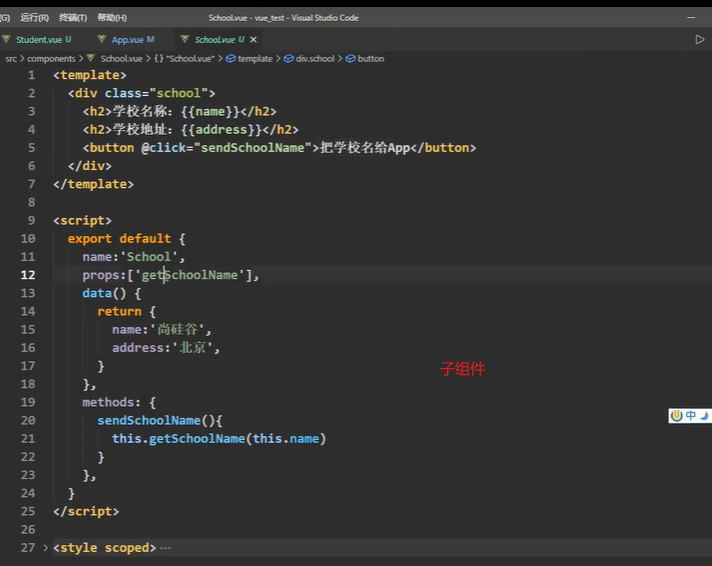 (G) 运行(R) 终端(T) 帮助(H) School.vue - vue_test - Visual Studio Code
Student.vue U App.vue M School.vue U
src > components > School.vue > {} "School.vue" > template > div.school > button
1 <template>
2 <div class="school">
3 <h2>学校名称：{{name}}</h2>
4 <h2>学校地址：{{address}}</h2>
5 <button @click="sendSchoolName">把学校名给App</button>
6 </div>
7 </template>
8
9 <script>
10 export default {
11 name:'School',
12 props:['getSchoolName'],
13 data() {
14 return {
15 name:'尚硅谷',
16 address:'北京',
17 }
18 },
19 methods: {
20 sendSchoolName(){
21 this.getSchoolName(this.name)
22 }
23 },
24 }
25 </script>
26
27 <style scoped>…
子组件
中